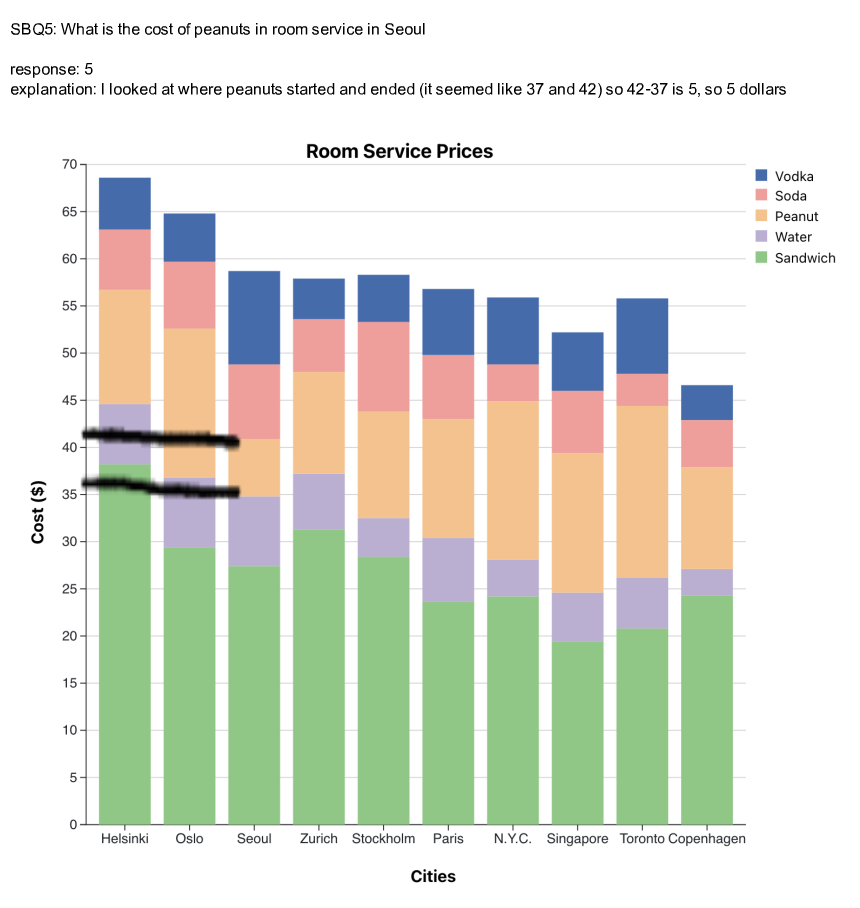 SBQ5: What is the cost of peanuts in room service in Seoul
response: 5
explanation: I looked at where peanuts started and ended (it seemed like 37 and 42) so 42-37 is 5, so 5 dollars
Room Service Prices
70
65
60
55
50
45
40
35
30
25
20
15
10
5
0
Cost ($)
Vodka
Soda
Peanut
Water
Sandwich
Helsinki Oslo Seoul Zurich Stockholm Paris N.Y.C. Singapore Toronto Copenhagen
Cities